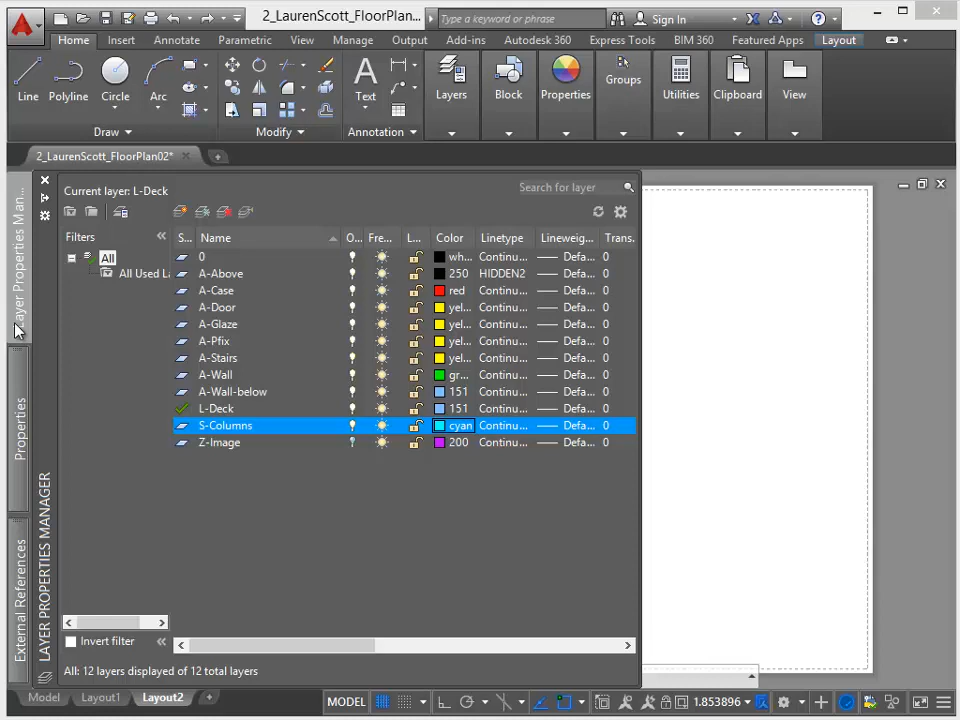 2_LaurenScott_FloorPlan...
Type a keyword or phrase
Sign In
Home Insert Annotate Parametric View Manage Output Add-ins Autodesk 360 Express Tools BIM 360 Featured Apps Layout
Line Polyline Circle Arc Text Layers Block Properties Groups Utilities Clipboard View
Draw Modify Annotation
2_LaurenScott_FloorPlan02*
Current layer: L-Deck
Search for layer
Filters
S... Name O... Fre... L... Color Linetype Lineweig... Trans.
All
All Used L
0 wh... Continu... Defa... 0
A-Above 250 HIDDEN2 Defa... 0
A-Case red Continu... Defa... 0
A-Door yel... Continu... Defa... 0
A-Glaze yel... Continu... Defa... 0
A-Pfix yel... Continu... Defa... 0
A-Stairs yel... Continu... Defa... 0
A-Wall gr... Continu... Defa... 0
A-Wall-below 151 Continu... Defa... 0
L-Deck 151 Continu... Defa... 0
S-Columns cyan Continu... Defa... 0
Z-Image 200 Continu... Defa... 0
Layer Properties Man...
Properties
External References
LAYER PROPERTIES MANAGER
Invert filter
All: 12 layers displayed of 12 total layers
Model Layout1 Layout2
MODEL
1.853896